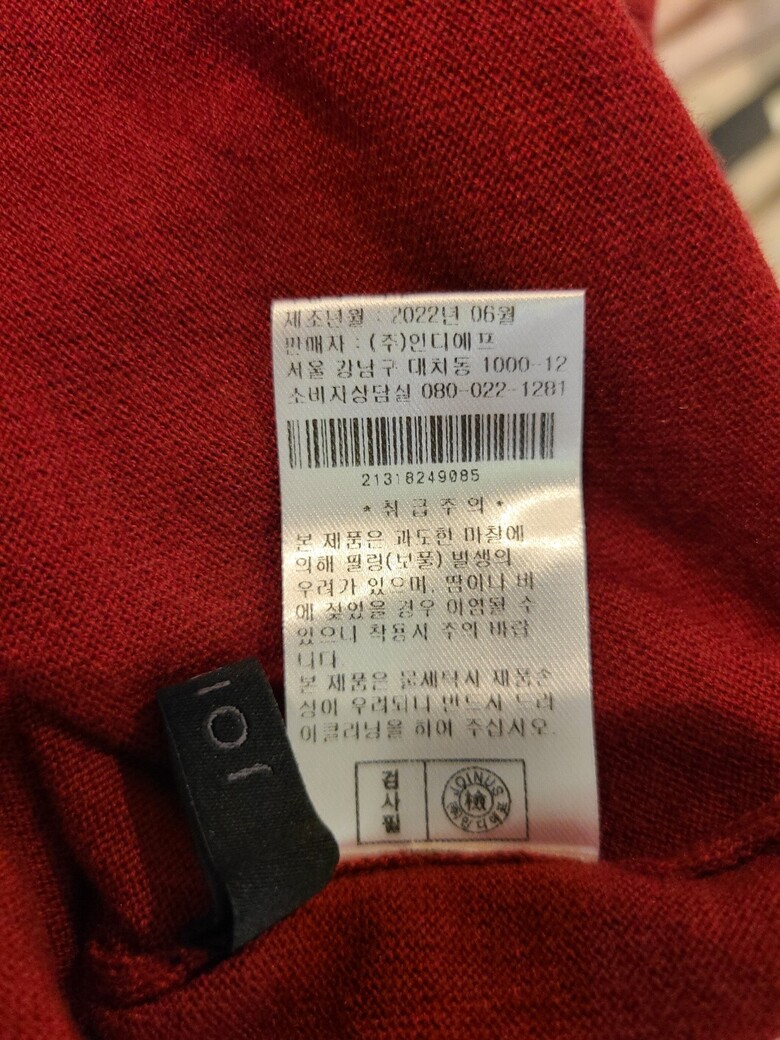 제조년월 : 2022년 06월
판매자 : (주)인디에프
서울 강남구 대치동 1000-12
소비자상담실 080-022-1281
21318249085
* 취 급 주 의 *
본 제품은 과도한 마찰에
의해 필링(보풀) 발생의
우려가 있으며, 땀이나 비
에 젖었을 경우 이염될 수
있으니 착용시 주의 바랍
니다.
본 제품은 물세탁시 제품손
상이 우려되니 반드시 드라
이클리닝을 하여 주십시오.
검사필
JOINUS
檢
(주)인디에프